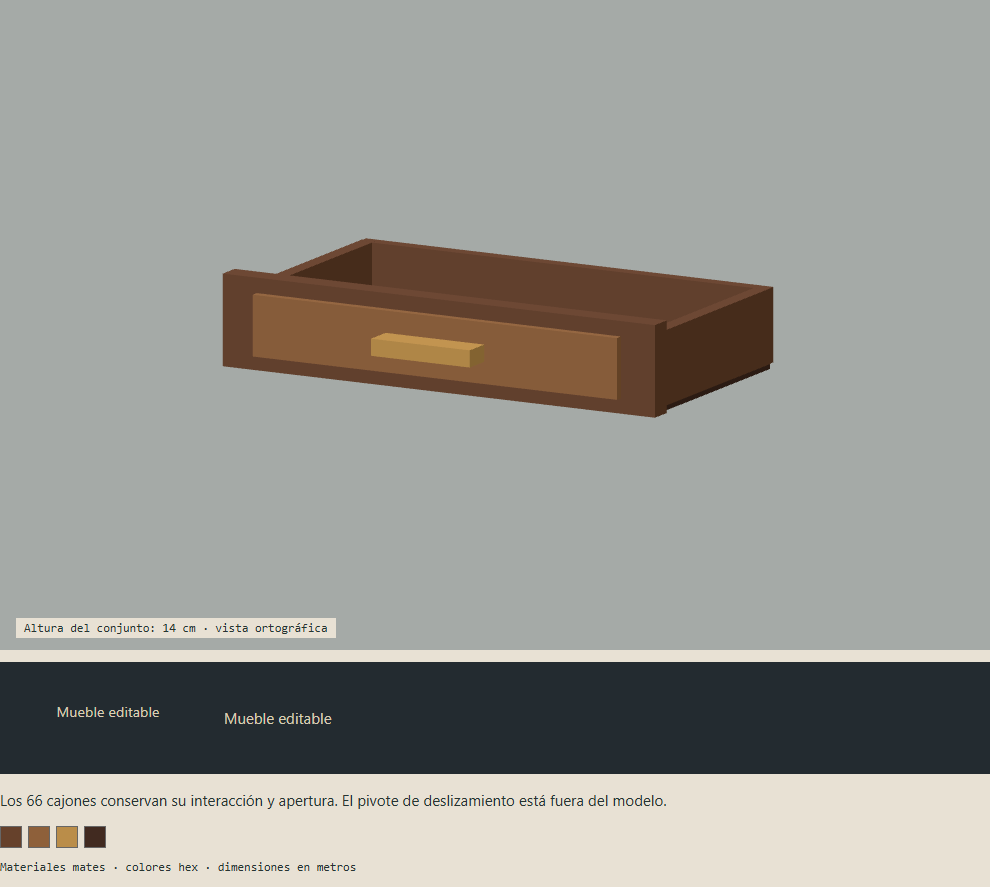 Altura del conjunto: 14 cm · vista ortográfica
Mueble editable
Mueble editable
Los 66 cajones conservan su interacción y apertura. El pivote de deslizamiento está fuera del modelo.
Materiales mates · colores hex · dimensiones en metros